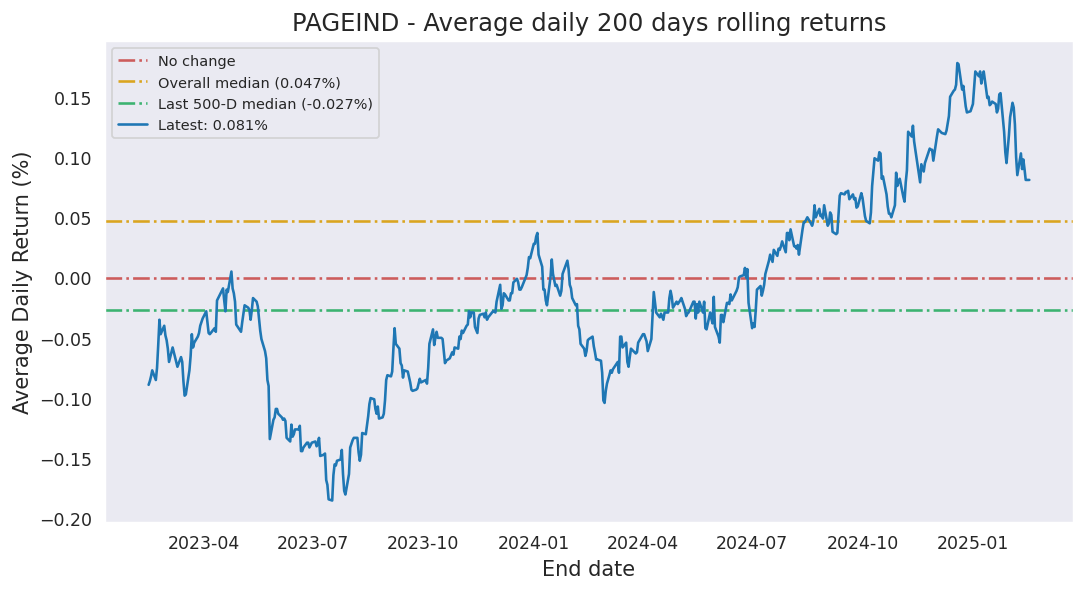 PAGEIND - Average daily 200 days rolling returns
No change
Overall median (0.047%)
Last 500-D median (-0.027%)
Latest: 0.081%
Average Daily Return (%)
0.15
0.10
0.05
0.00
−0.05
−0.10
−0.15
−0.20
2023-04 2023-07 2023-10 2024-01 2024-04 2024-07 2024-10 2025-01
End date